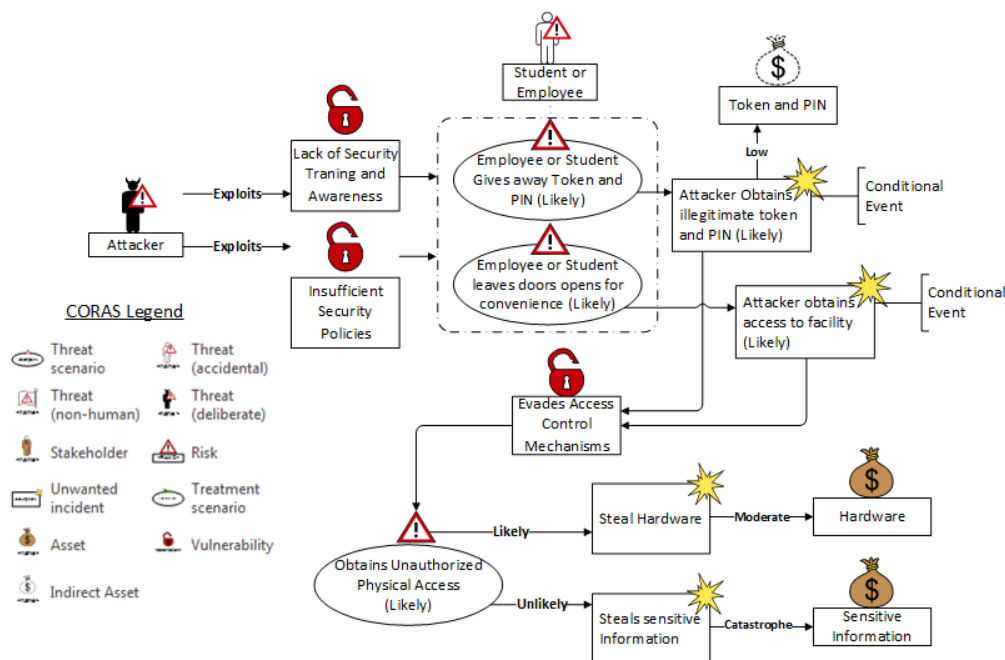 Student or
Employee
Token and PIN
Low
Lack of Security
Traning and
Awareness
Employee or Student
Gives away Token and
PIN (Likely)
Attacker Obtains
illegitimate token
and PIN (Likely)
Conditional
Event
Exploits
Attacker
Exploits
Insufficient
Security
Policies
Employee or Student
leaves doors opens for
convenience (Likely)
Attacker obtains
access to facility
(Likely)
Conditional
Event
CORAS Legend
Threat
scenario
Threat
(accidental)
Threat
(non-human)
Threat
(deliberate)
Stakeholder
Risk
Unwanted
incident
Treatment
scenario
Asset
Vulnerability
Indirect Asset
Evades Access
Control
Mechanisms
Obtains Unauthorized
Physical Access
(Likely)
Likely
Steal Hardware
Moderate
Hardware
Unlikely
Steals sensitive
Information
Catastrophe
Sensitive
Information